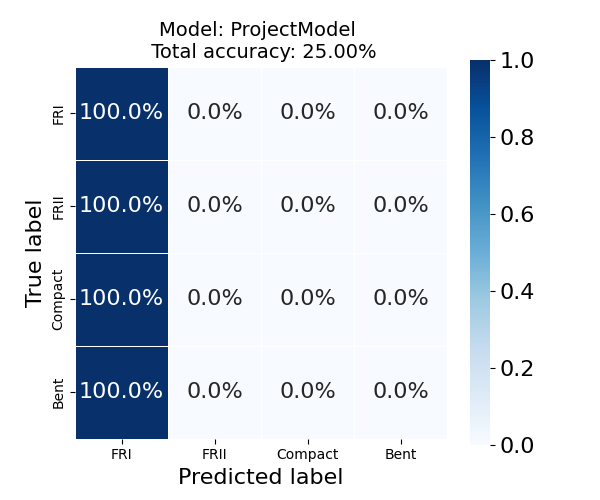 Model: ProjectModel
Total accuracy: 25.00%
True label
FRI
100.0% 0.0% 0.0% 0.0%
FRII
100.0% 0.0% 0.0% 0.0%
Compact
100.0% 0.0% 0.0% 0.0%
Bent
100.0% 0.0% 0.0% 0.0%
FRI FRII Compact Bent
Predicted label
1.0
0.8
0.6
0.4
0.2
0.0